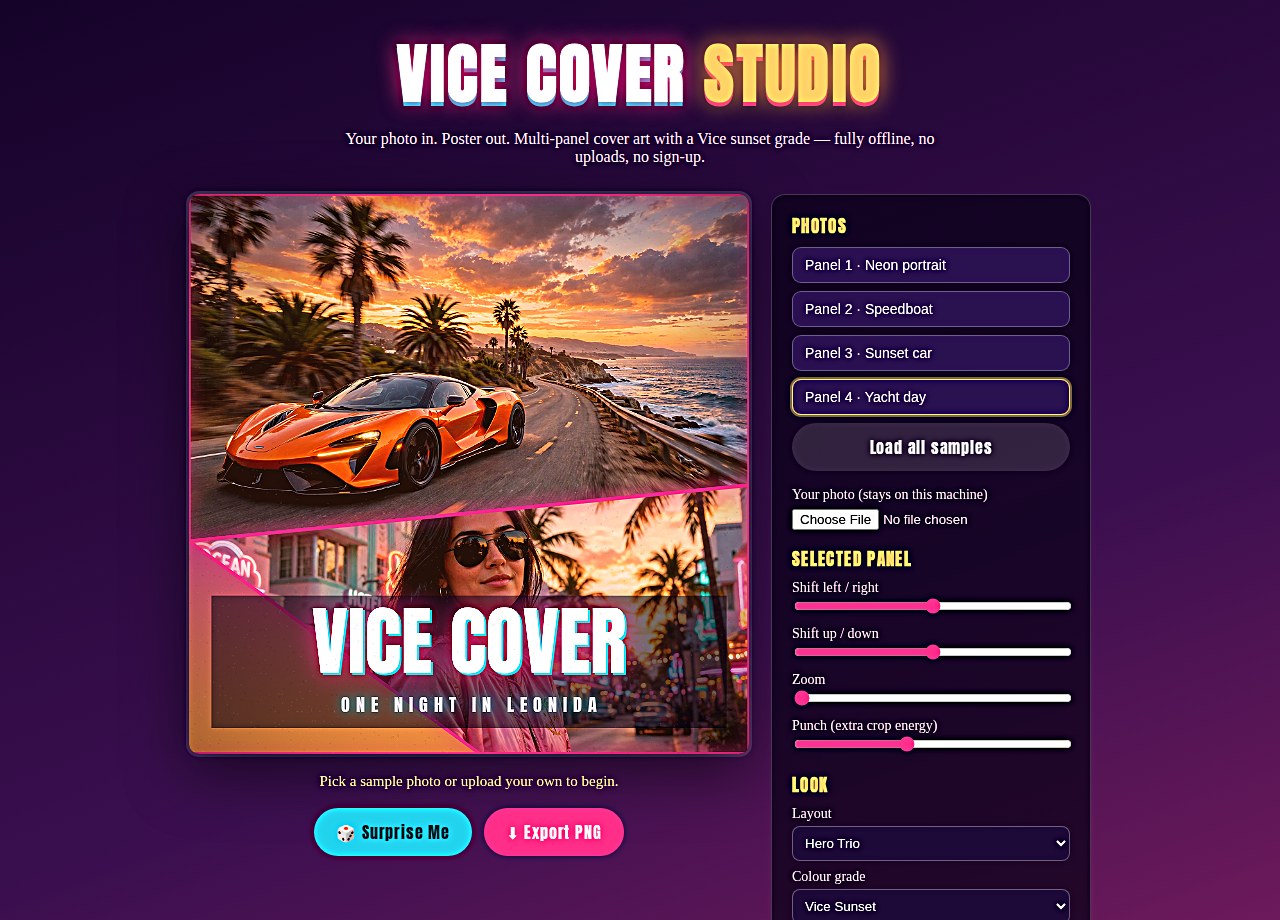 VICE COVER STUDIO
Your photo in. Poster out. Multi-panel cover art with a Vice sunset grade — fully offline, no
uploads, no sign-up.
EAN
HOTEL
VICE COVER
ONE NIGHT IN LEONIDA
Pick a sample photo or upload your own to begin.
🎲 Surprise Me
⬇ Export PNG
PHOTOS
Panel 1 · Neon portrait
Panel 2 · Speedboat
Panel 3 · Sunset car
Panel 4 · Yacht day
Load all samples
Your photo (stays on this machine)
Choose File No file chosen
SELECTED PANEL
Shift left / right
Shift up / down
Zoom
Punch (extra crop energy)
LOOK
Layout
Hero Trio
Colour grade
Vice Sunset